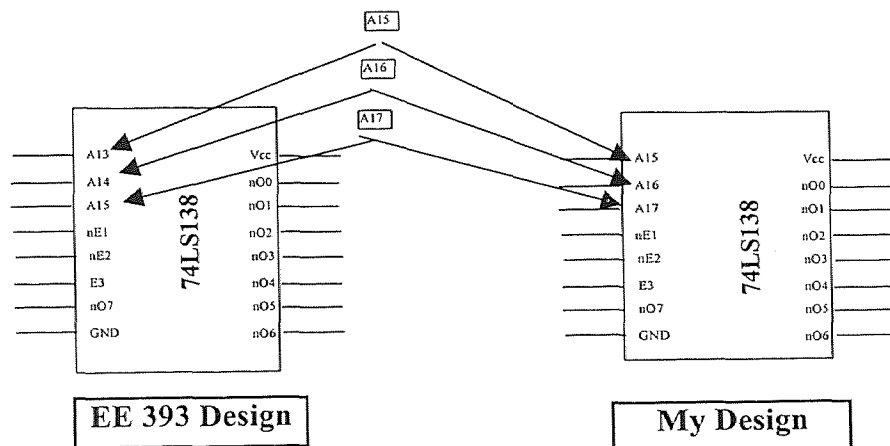 A15
A16
A17
A13
A14
A15
nE1
nE2
E3
nO7
GND
74LS138
Vcc
nO0
nO1
nO2
nO3
nO4
nO5
nO6
A15
A16
A17
nE1
nE2
E3
nO7
GND
74LS138
Vcc
nO0
nO1
nO2
nO3
nO4
nO5
nO6
EE 393 Design
My Design